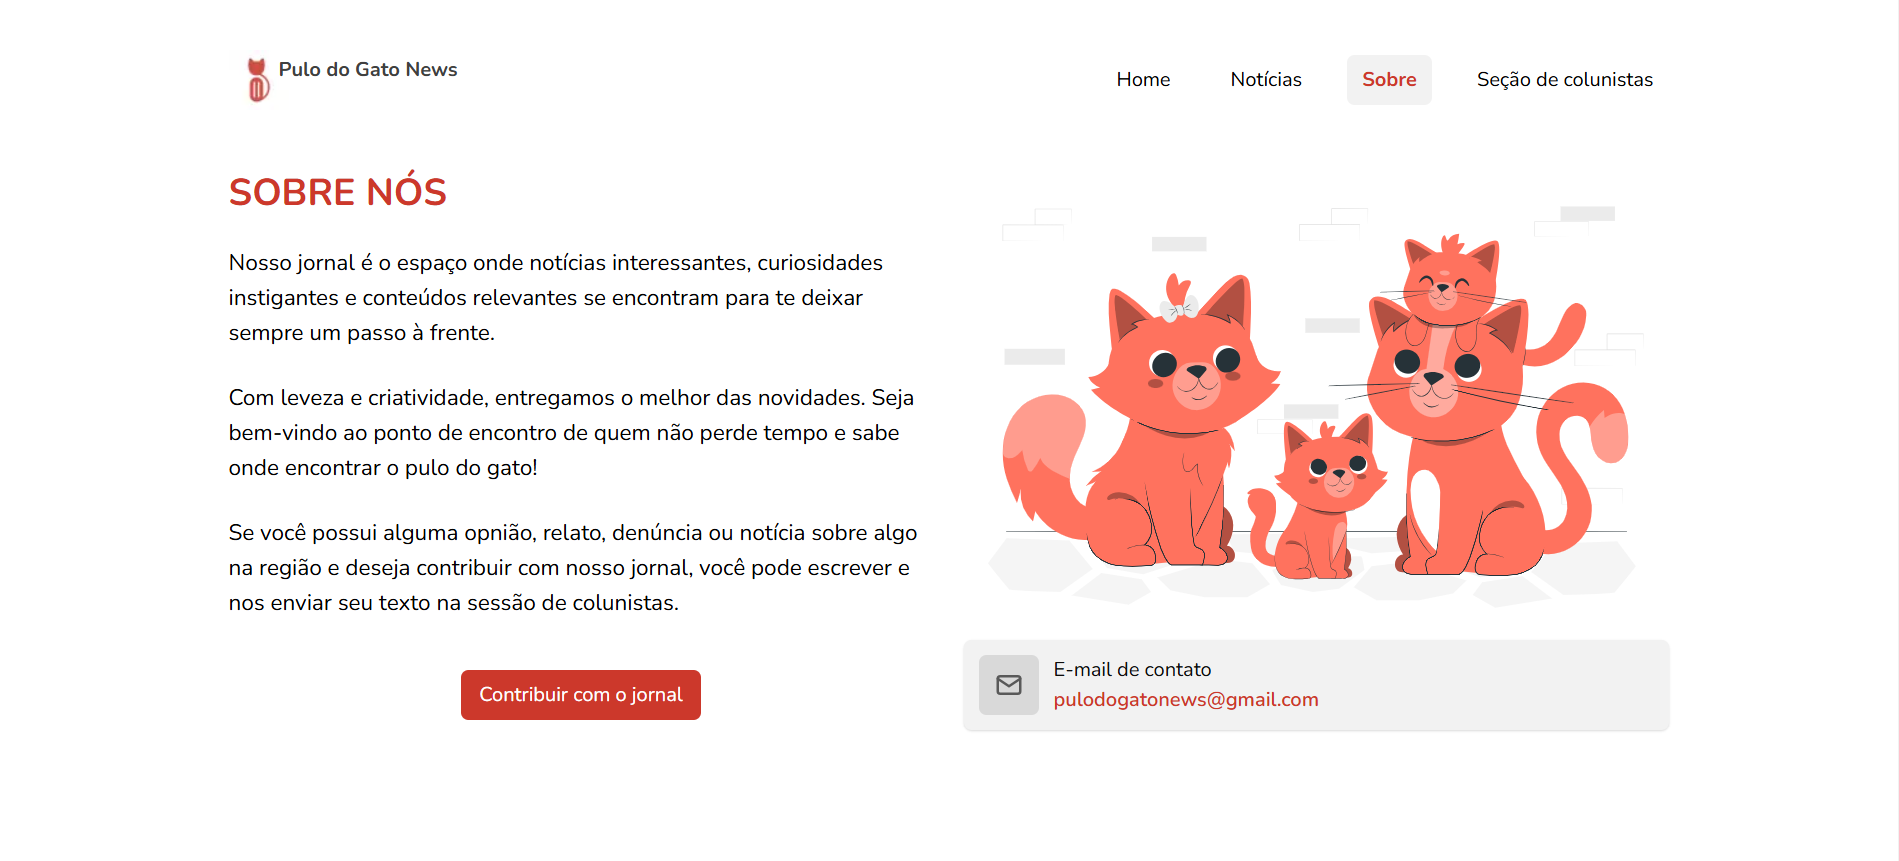 Pulo do Gato News
Home
Notícias
Sobre
Seção de colunistas
SOBRE NÓS
Nosso jornal é o espaço onde notícias interessantes, curiosidades
instigantes e conteúdos relevantes se encontram para te deixar
sempre um passo à frente.
Com leveza e criatividade, entregamos o melhor das novidades. Seja
bem-vindo ao ponto de encontro de quem não perde tempo e sabe
onde encontrar o pulo do gato!
Se você possui alguma opnião, relato, denúncia ou notícia sobre algo
na região e deseja contribuir com nosso jornal, você pode escrever e
nos enviar seu texto na sessão de colunistas.
Contribuir com o jornal
E-mail de contato
pulodogatonews@gmail.com